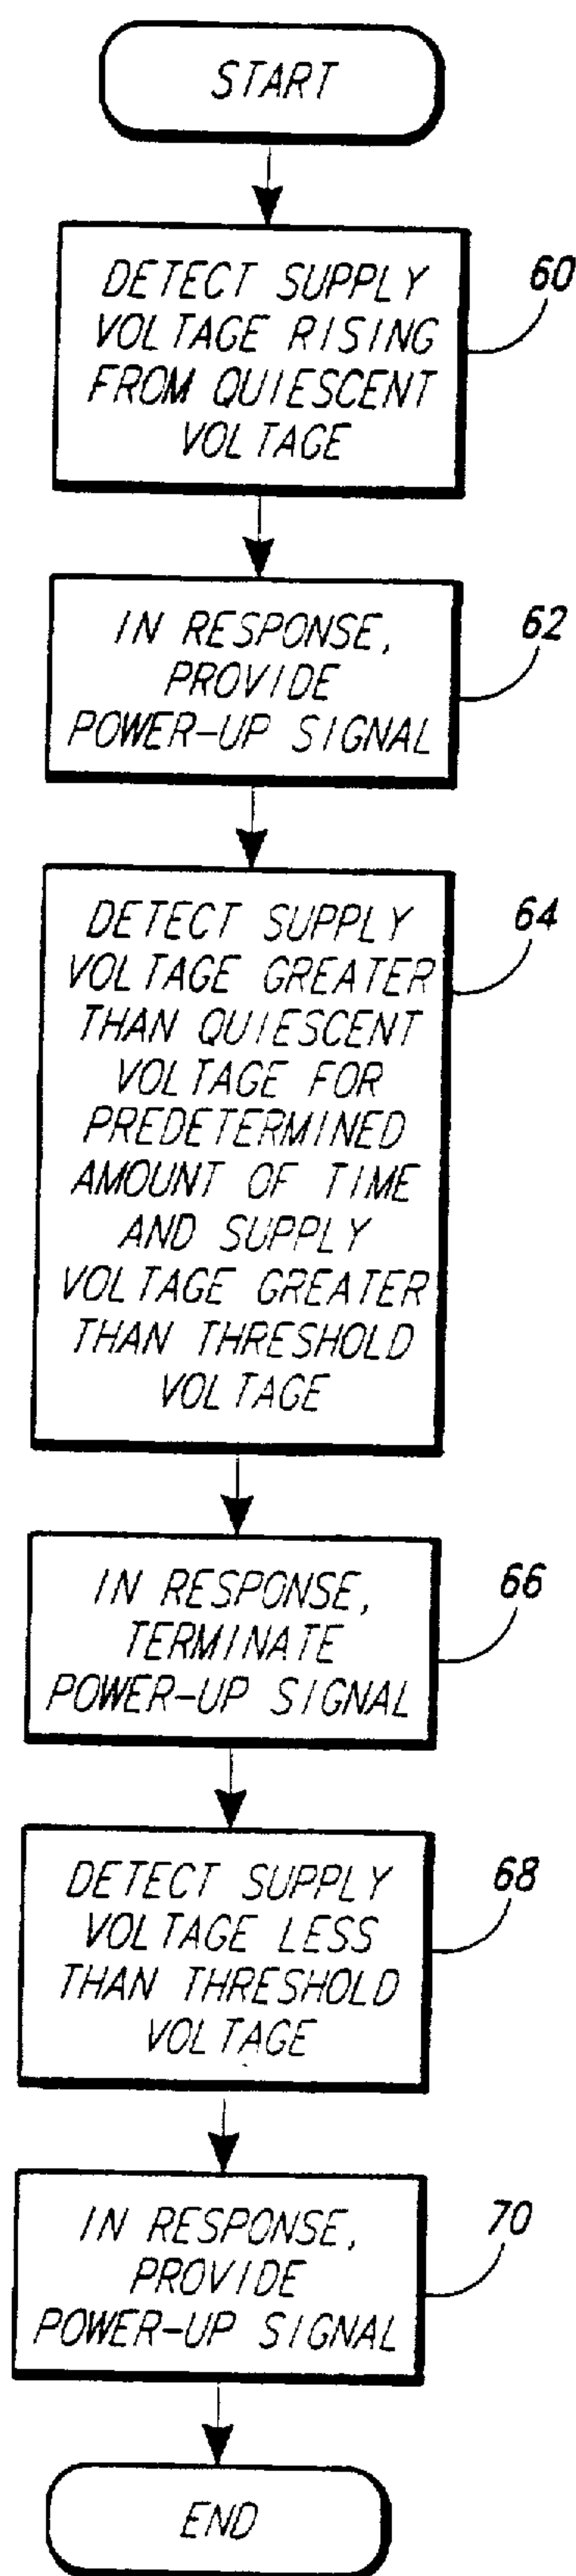 START
DETECT SUPPLY
VOLTAGE RISING
FROM QUIESCENT
VOLTAGE
60
IN RESPONSE,
PROVIDE
POWER-UP SIGNAL
62
DETECT SUPPLY
VOLTAGE GREATER
THAN QUIESCENT
VOLTAGE FOR
PREDETERMINED
AMOUNT OF TIME
AND SUPPLY
VOLTAGE GREATER
THAN THRESHOLD
VOLTAGE
64
IN RESPONSE,
TERMINATE
POWER-UP SIGNAL
66
DETECT SUPPLY
VOLTAGE LESS
THAN THRESHOLD
VOLTAGE
68
IN RESPONSE,
PROVIDE
POWER-UP SIGNAL
70
END